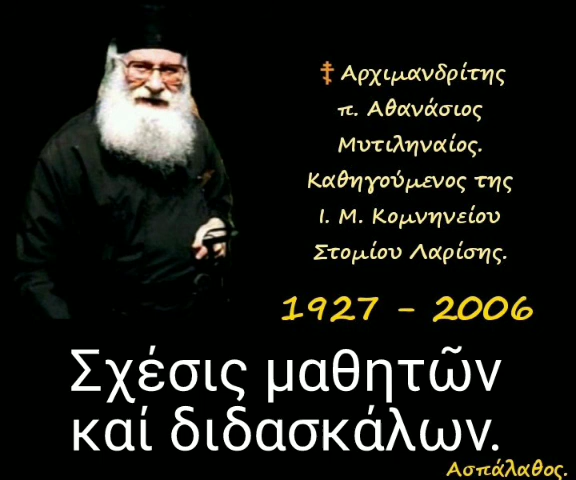 ☦ Αρχιμανδρίτης
π. Αθανάσιος
Μυτιληναίος.
Καθηγούμενος της
Ι. Μ. Κομνηνείου
Στομίου Λαρίσης.
1927 - 2006
Σχέσις μαθητῶν
καί διδασκάλων.
Ασπάλαθος.